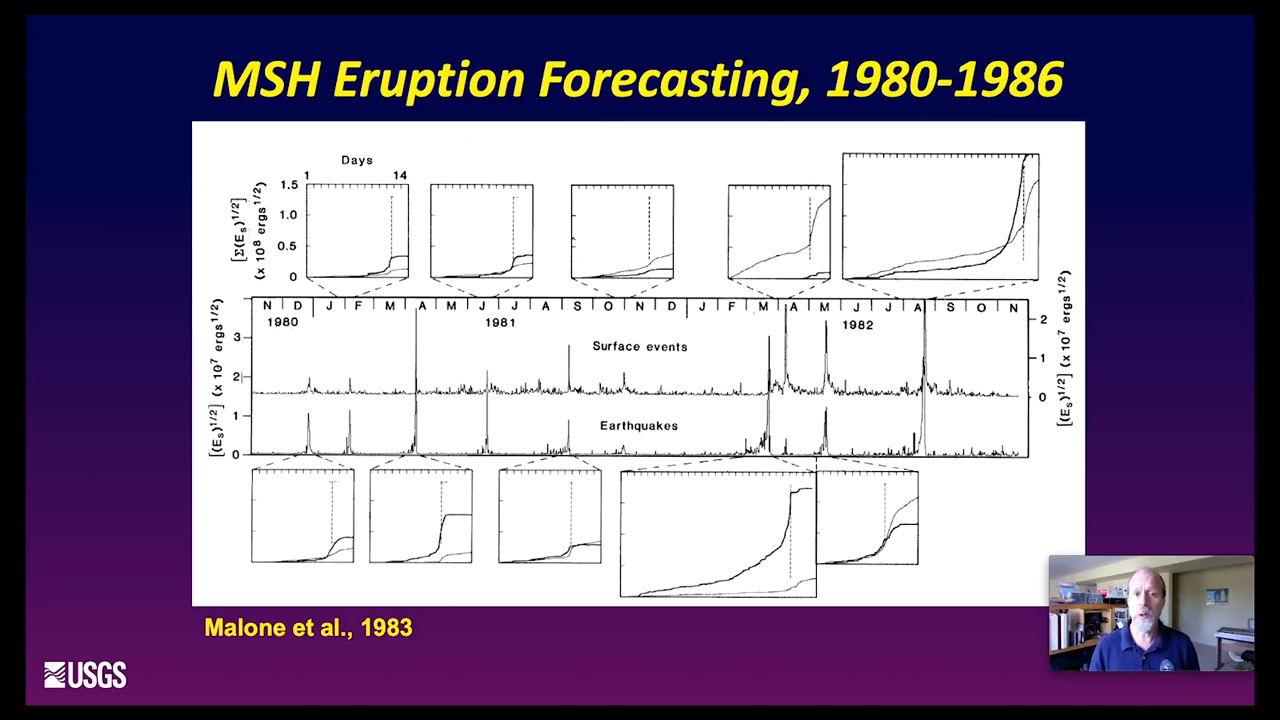 MSH Eruption Forecasting, 1980-1986
Days
1 14
1.5
1.0
0.5
0
[Σ(Es)1/2]
(x 10⁸ ergs1/2)
N D J F M A M J J A S O N D J F M A M J J A S O N
1980 1981 1982
Surface events
Earthquakes
3
2
1
0
[(Es)1/2] (x 10⁷ ergs1/2)
2
1
0
[(Es)1/2] (x 10⁷ ergs1/2)
Malone et al., 1983
USGS